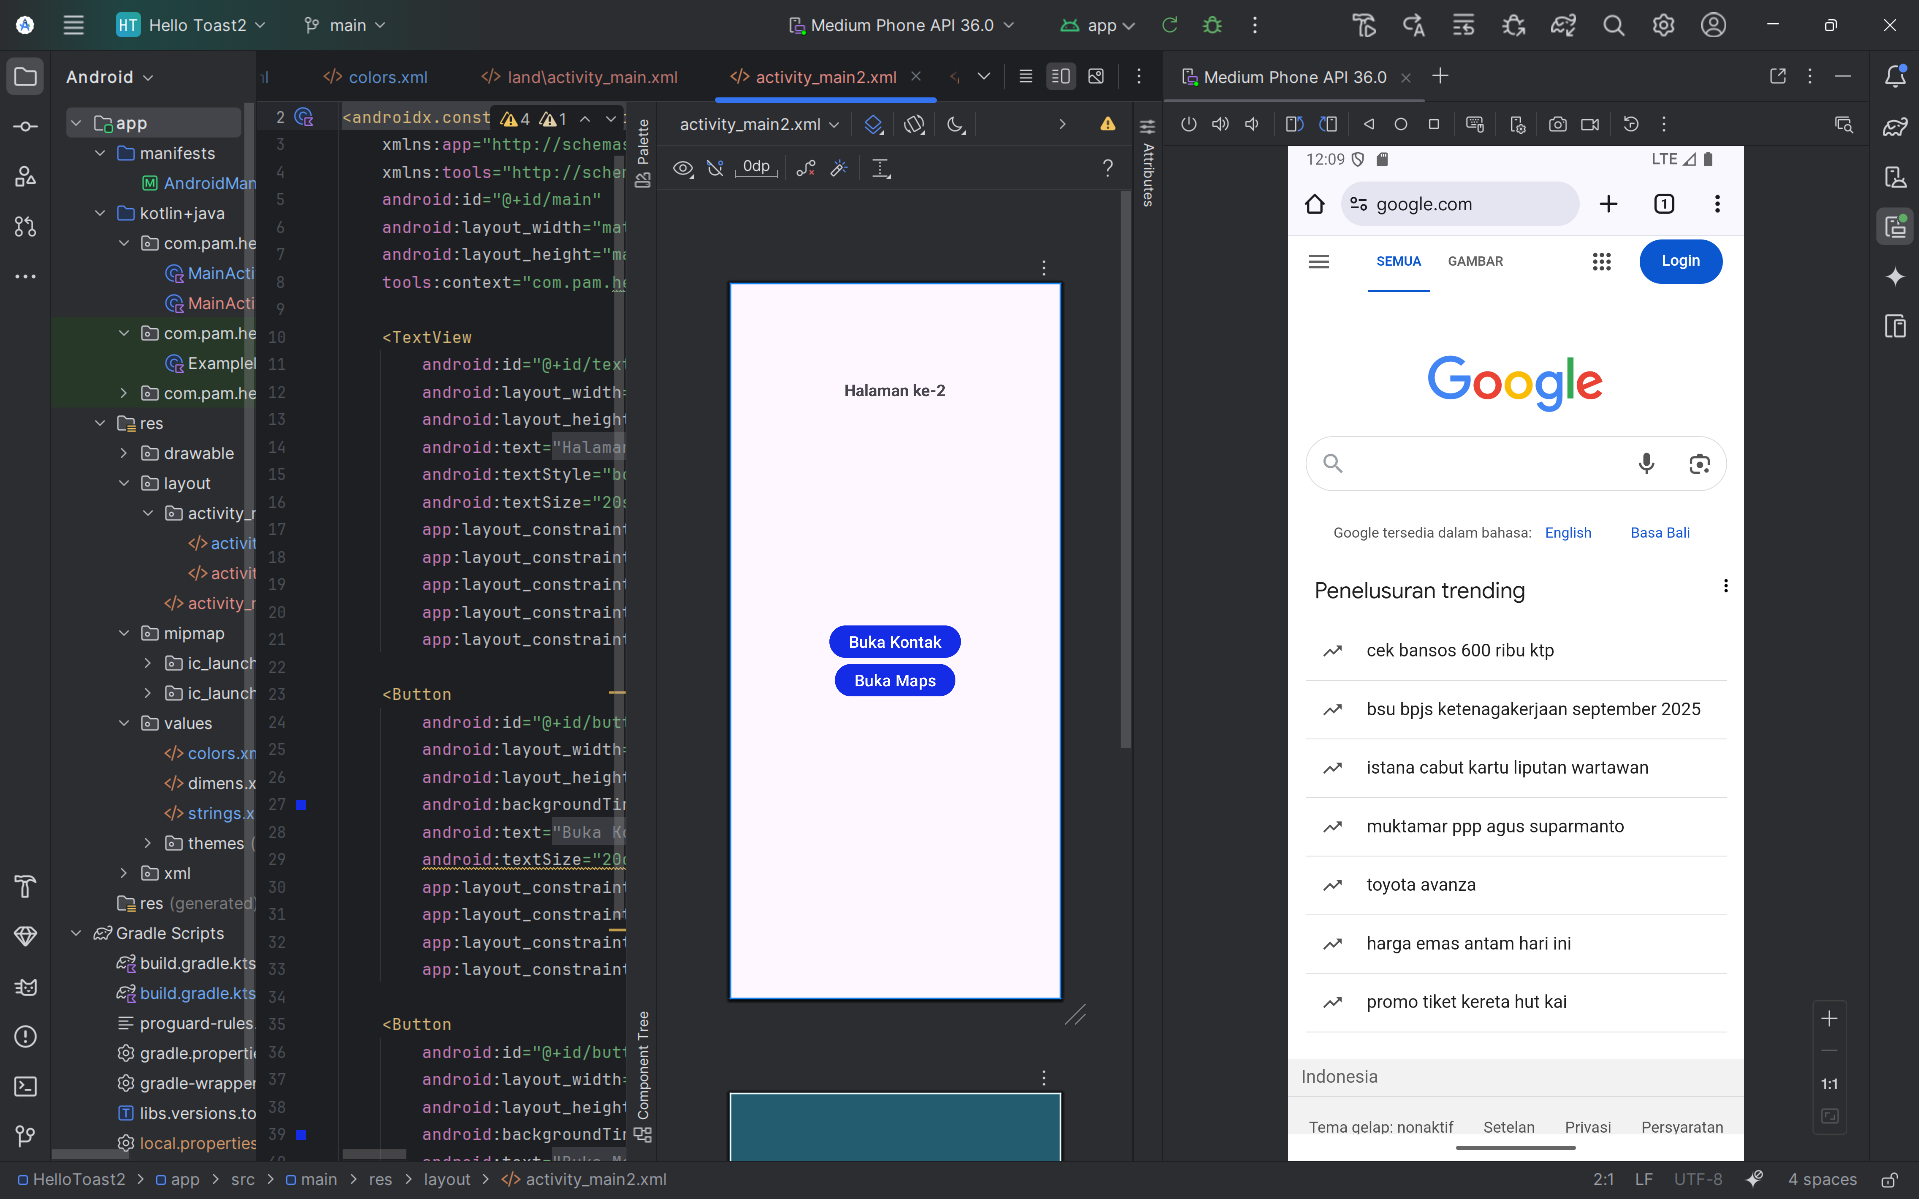 HT Hello Toast2
main
Medium Phone API 36.0
app
Android
colors.xml
land\activity_main.xml
activity_main2.xml
Medium Phone API 36.0
app
manifests
AndroidMan
kotlin+java
com.pam.he
MainActi
MainActi
com.pam.he
Example
com.pam.he
res
drawable
layout
activity_
activit
activit
activity_
mipmap
ic_launch
ic_launch
values
colors.xm
dimens.x
strings.x
themes (
xml
res (generated)
Gradle Scripts
build.gradle.kts
build.gradle.kts
proguard-rules.
gradle.properti
gradle-wrapper
libs.versions.to
local.properties
2 <androidx.const 4 1
3 xmlns:app="http://schemas
4 xmlns:tools="http://schem
5 android:id="@+id/main"
6 android:layout_width="mat
7 android:layout_height="ma
8 tools:context="com.pam.he
9
10 <TextView
11 android:id="@+id/text
12 android:layout_width=
13 android:layout_height
14 android:text="Halaman
15 android:textStyle="bo
16 android:textSize="20s
17 app:layout_constraint
18 app:layout_constraint
19 app:layout_constraint
20 app:layout_constraint
21 app:layout_constraint
22
23 <Button
24 android:id="@+id/butt
25 android:layout_width=
26 android:layout_height
27 android:backgroundTin
28 android:text="Buka Ko
29 android:textSize="20d
30 app:layout_constraint
31 app:layout_constraint
32 app:layout_constraint
33 app:layout_constraint
34
35 <Button
36 android:id="@+id/butt
37 android:layout_width=
38 android:layout_height
39 android:backgroundTin
Palette
Component Tree
activity_main2.xml
0dp
?
Attributes
Halaman ke-2
Buka Kontak
Buka Maps
12:09
LTE
google.com
1
SEMUA
GAMBAR
Login
Google
Google tersedia dalam bahasa: English Basa Bali
Penelusuran trending
cek bansos 600 ribu ktp
bsu bpjs ketenagakerjaan september 2025
istana cabut kartu liputan wartawan
muktamar ppp agus suparmanto
toyota avanza
harga emas antam hari ini
promo tiket kereta hut kai
Indonesia
Tema gelap: nonaktif Setelan Privasi Persyaratan
1:1
HelloToast2 > app > src > main > res > layout > activity_main2.xml
2:1 LF UTF-8 4 spaces